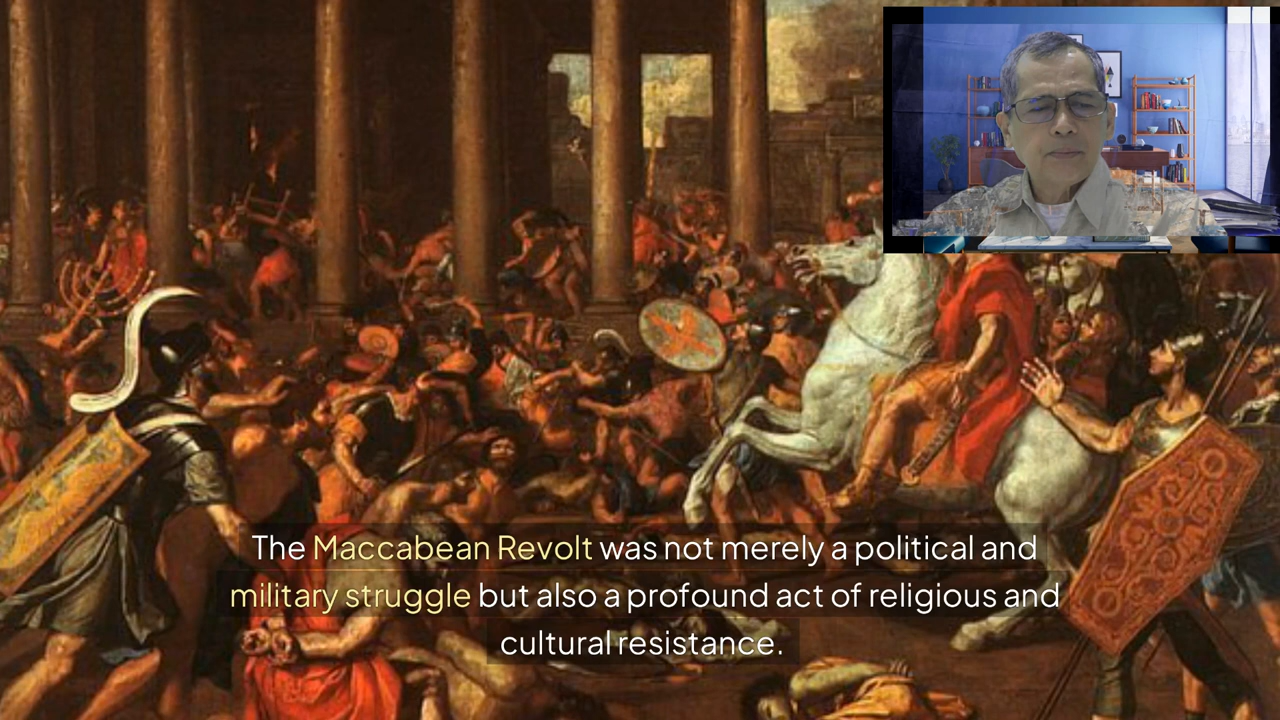 The Maccabean Revolt was not merely a political and
military struggle but also a profound act of religious and
cultural resistance.